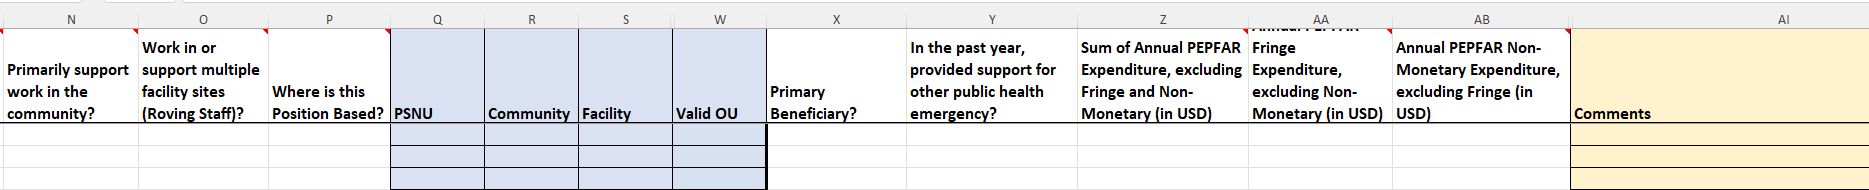 N O P Q R S W X Y Z AA AB AI
Primarily support
work in the
community?
Work in or
support multiple
facility sites
(Roving Staff)?
Where is this
Position Based?
PSNU
Community
Facility
Valid OU
Primary
Beneficiary?
In the past year,
provided support for
other public health
emergency?
Sum of Annual PEPFAR
Expenditure, excluding
Fringe and Non-
Monetary (in USD)
Annual PEPFAR
Fringe
Expenditure,
excluding Non-
Monetary (in USD)
Annual PEPFAR Non-
Monetary Expenditure,
excluding Fringe (in
USD)
Comments